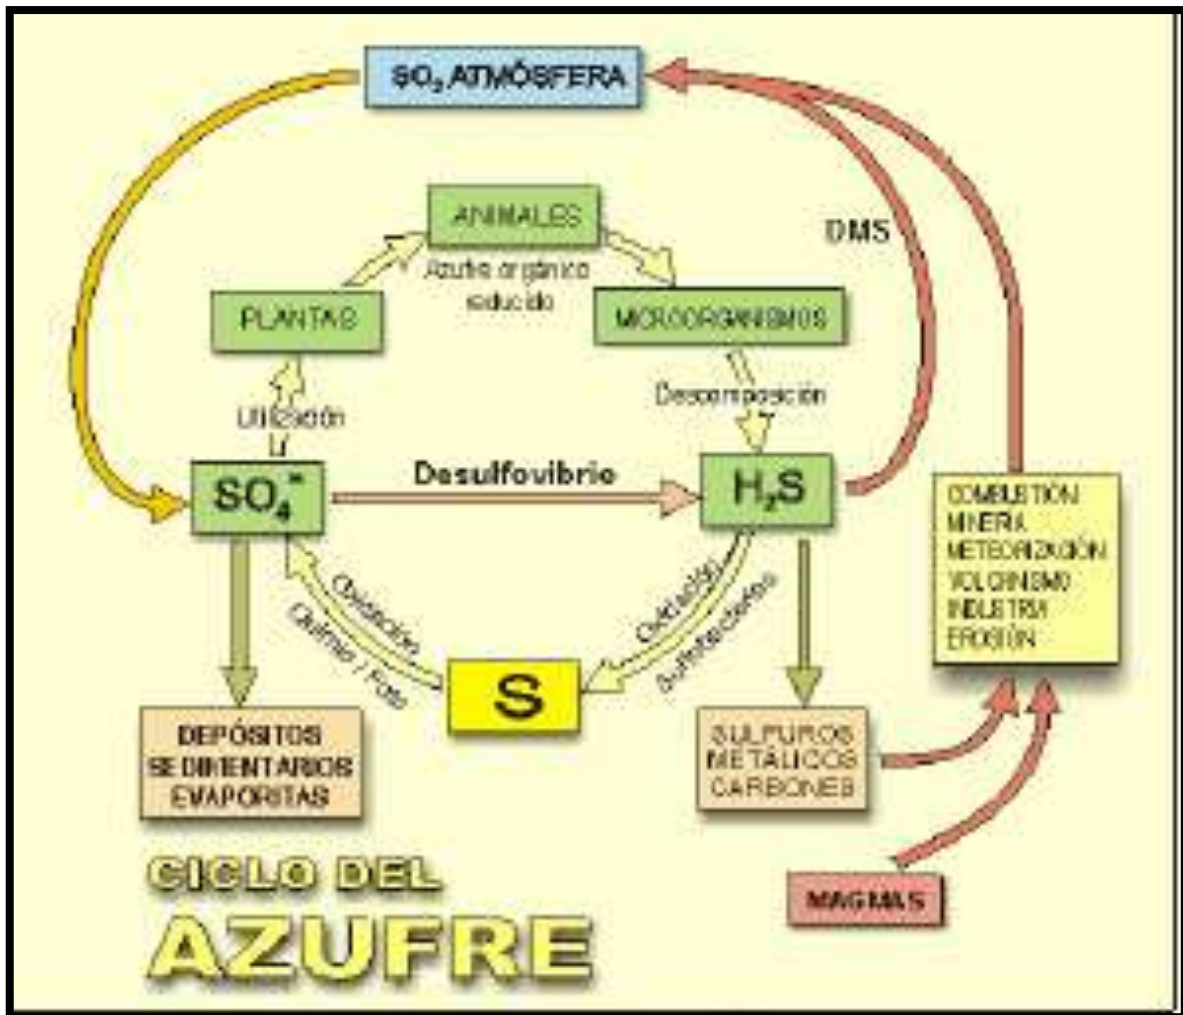 SO₂ ATMÓSFERA
ANIMALES
DMS
Azufre orgánico
reducido
PLANTAS
MICROORGANISMOS
Utilización
Descomposición
SO₄⁼
Desulfovibrio
H₂S
COMBUSTIÓN
MINERIA
METEORIZACIÓN
VOLCANISMO
INDUSTRIA
EROSIÓN
Oxidación
Quimio / Foto
Oxidación
Sulfobacterias
S
DEPÓSITOS
SEDIMENTARIOS
EVAPORITAS
SULFUROS
METÁLICOS
CARBONES
MAGMAS
CICLO DEL
AZUFRE